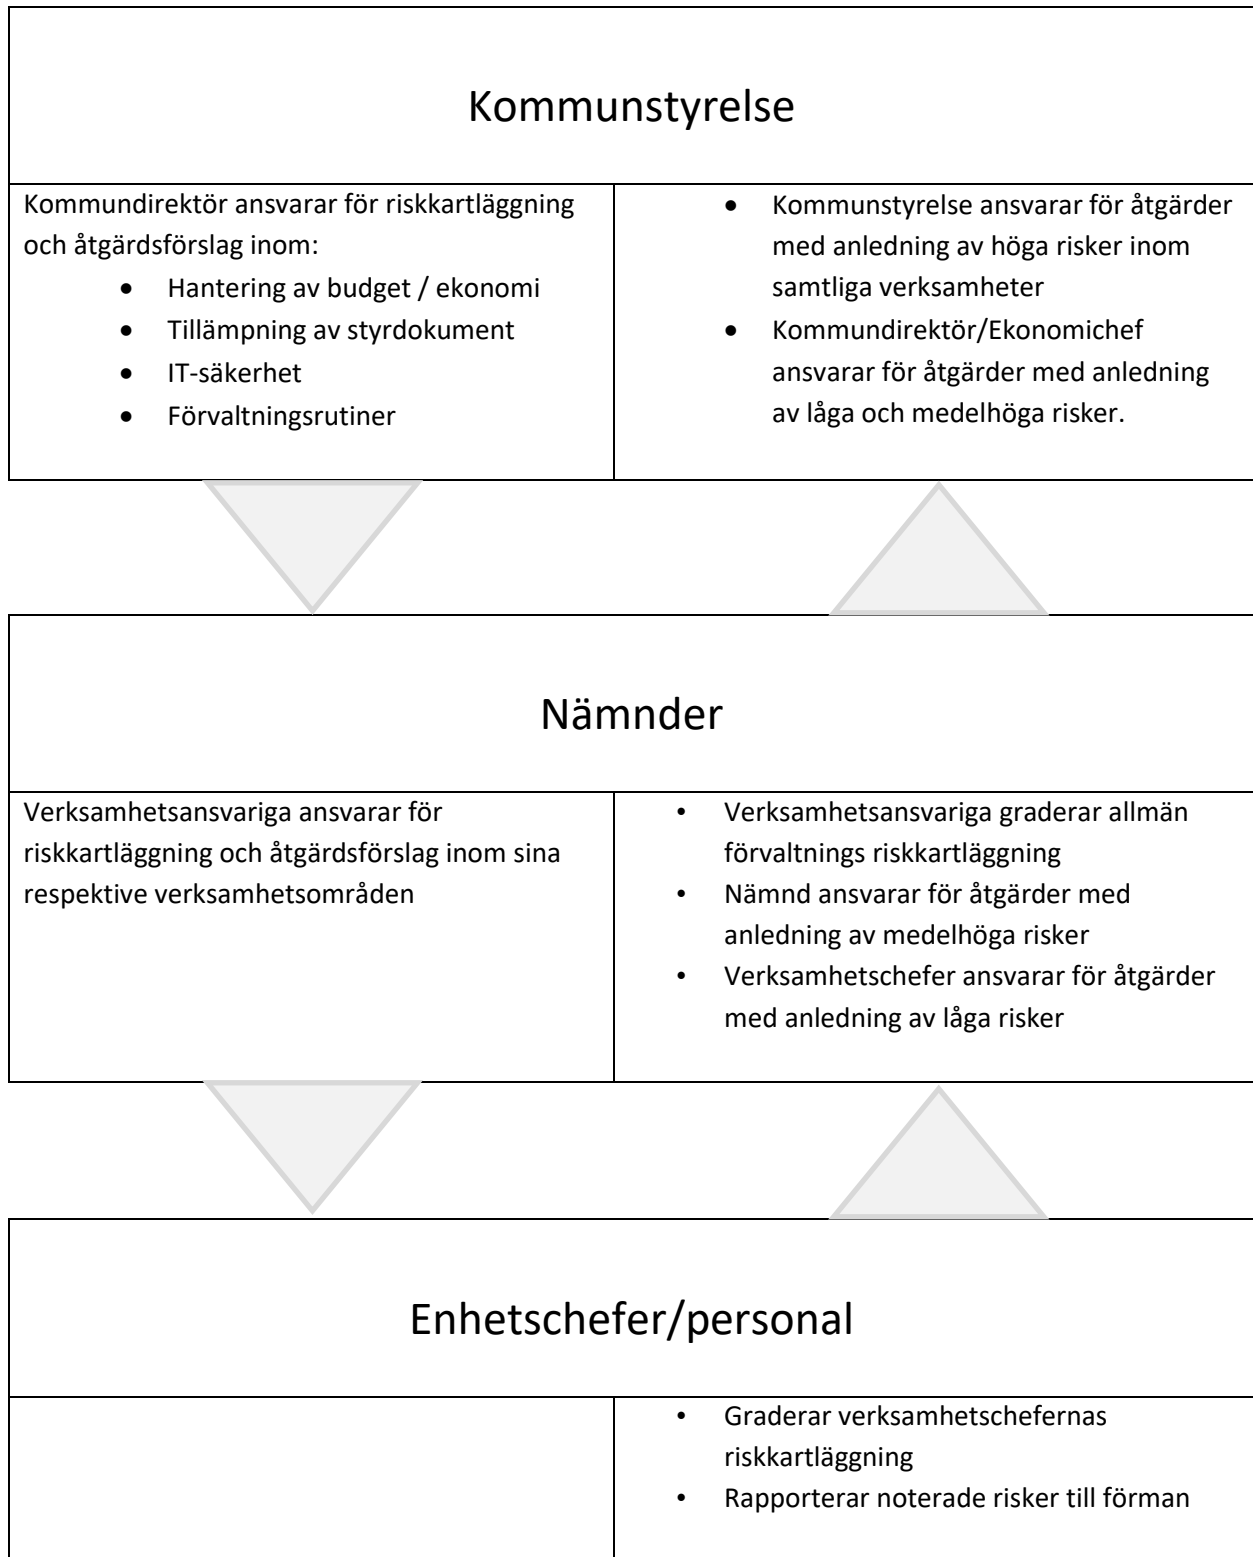 Kommunstyrelse
Kommundirektör ansvarar för riskkartläggning
och åtgärdsförslag inom:
• Hantering av budget / ekonomi
• Tillämpning av styrdokument
• IT-säkerhet
• Förvaltningsrutiner
• Kommunstyrelse ansvarar för åtgärder
med anledning av höga risker inom
samtliga verksamheter
• Kommundirektör/Ekonomichef
ansvarar för åtgärder med anledning
av låga och medelhöga risker.
Nämnder
Verksamhetsansvariga ansvarar för
riskkartläggning och åtgärdsförslag inom sina
respektive verksamhetsområden
• Verksamhetsansvariga graderar allmän
förvaltnings riskkartläggning
• Nämnd ansvarar för åtgärder med
anledning av medelhöga risker
• Verksamhetschefer ansvarar för åtgärder
med anledning av låga risker
Enhetschefer/personal
• Graderar verksamhetschefernas
riskkartläggning
• Rapporterar noterade risker till förman